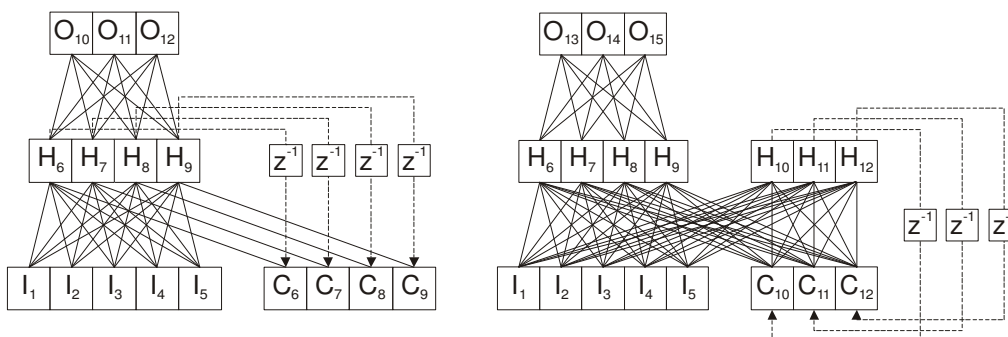 O₁₀ O₁₁ O₁₂
O₁₃ O₁₄ O₁₅
H₆ H₇ H₈ H₉
z⁻¹ z⁻¹ z⁻¹ z⁻¹
H₆ H₇ H₈ H₉
H₁₀ H₁₁ H₁₂
z⁻¹ z⁻¹ z⁻¹
I₁ I₂ I₃ I₄ I₅
C₆ C₇ C₈ C₉
I₁ I₂ I₃ I₄ I₅
C₁₀ C₁₁ C₁₂